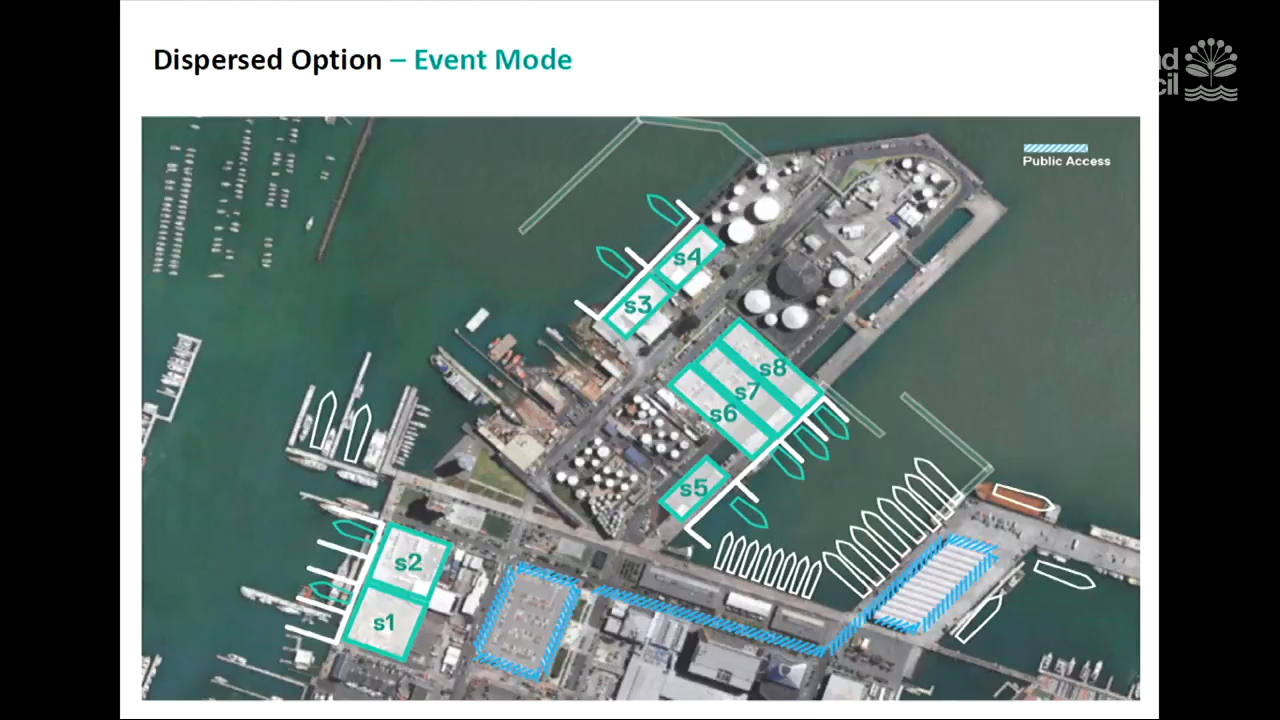 Dispersed Option – Event Mode
Public Access
s4
s3
s8
s7
s6
s5
s2
s1